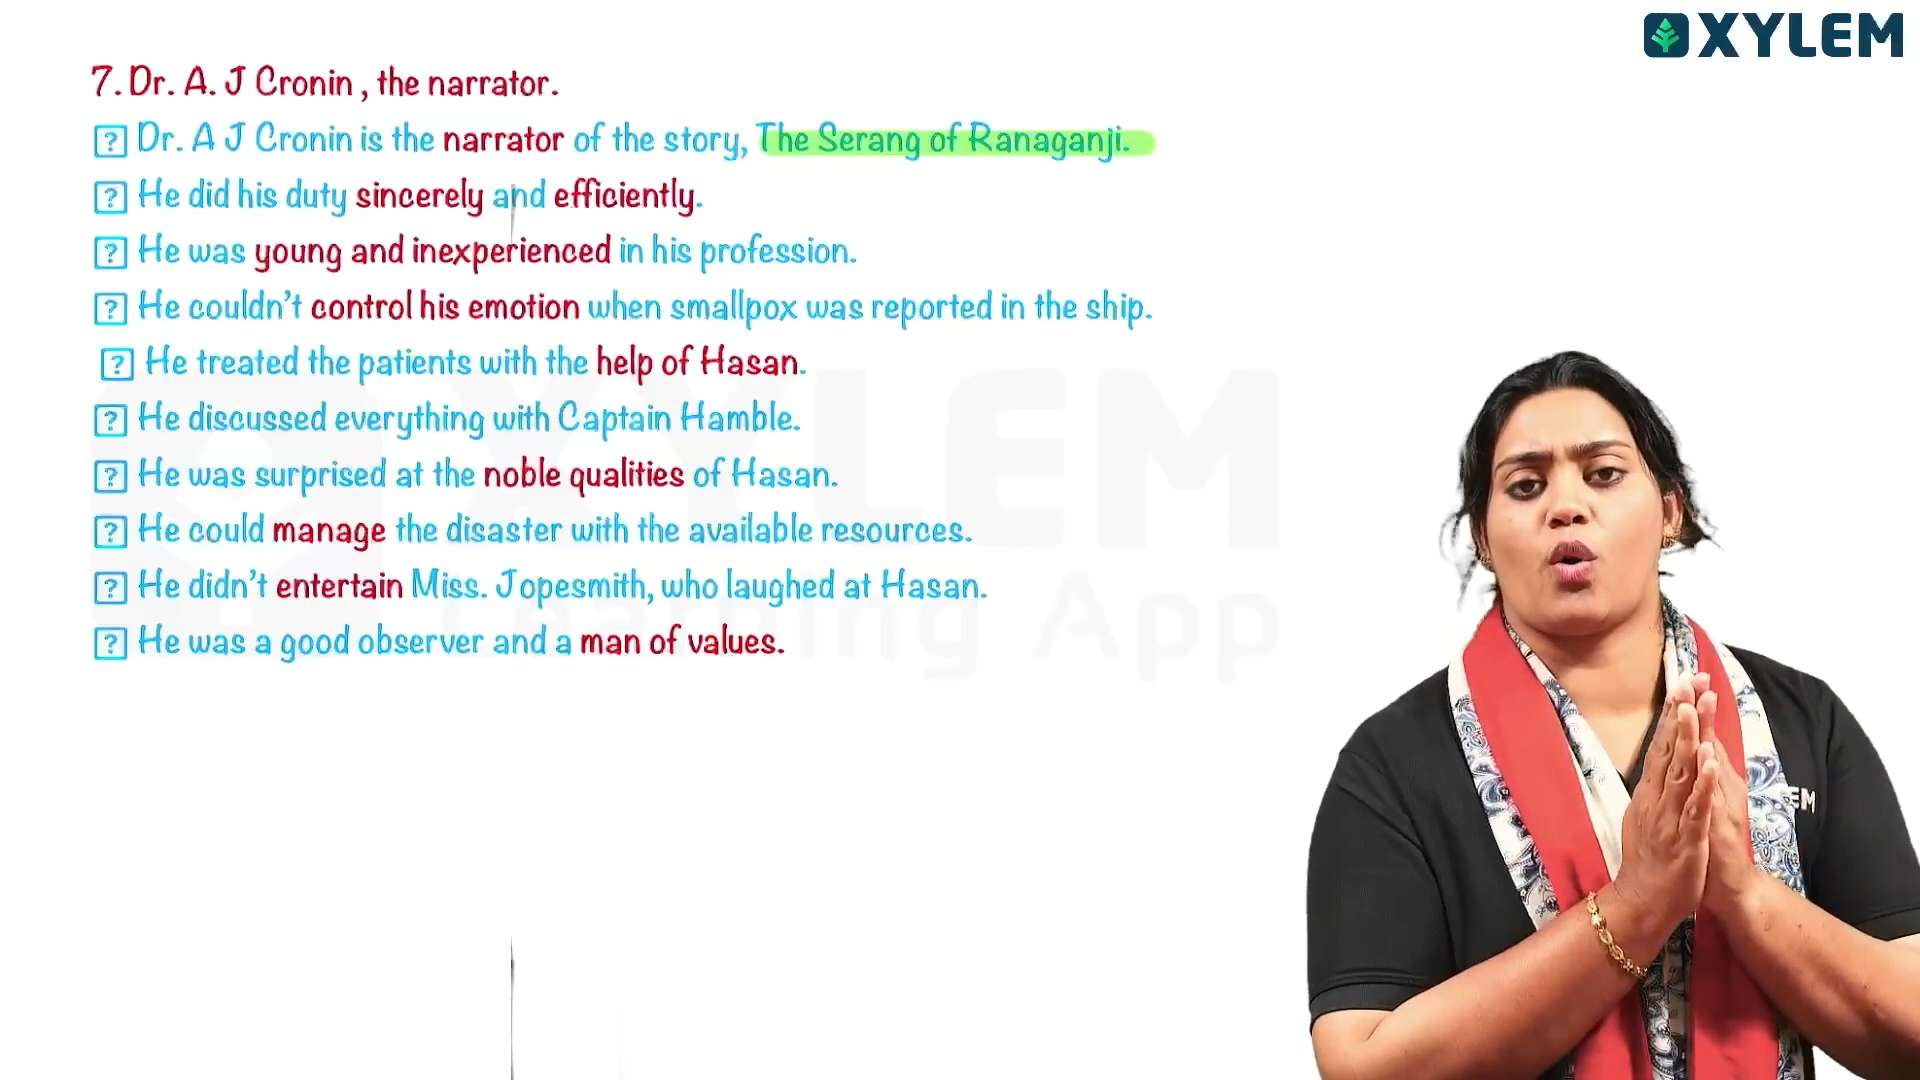 XYLEM
7. Dr. A. J Cronin , the narrator.
? Dr. A J Cronin is the narrator of the story, The Serang of Ranaganji.
? He did his duty sincerely and efficiently.
? He was young and inexperienced in his profession.
? He couldn't control his emotion when smallpox was reported in the ship.
? He treated the patients with the help of Hasan.
? He discussed everything with Captain Hamble.
? He was surprised at the noble qualities of Hasan.
? He could manage the disaster with the available resources.
? He didn't entertain Miss. Jopesmith, who laughed at Hasan.
? He was a good observer and a man of values.
XYLEM
Learning App
EM